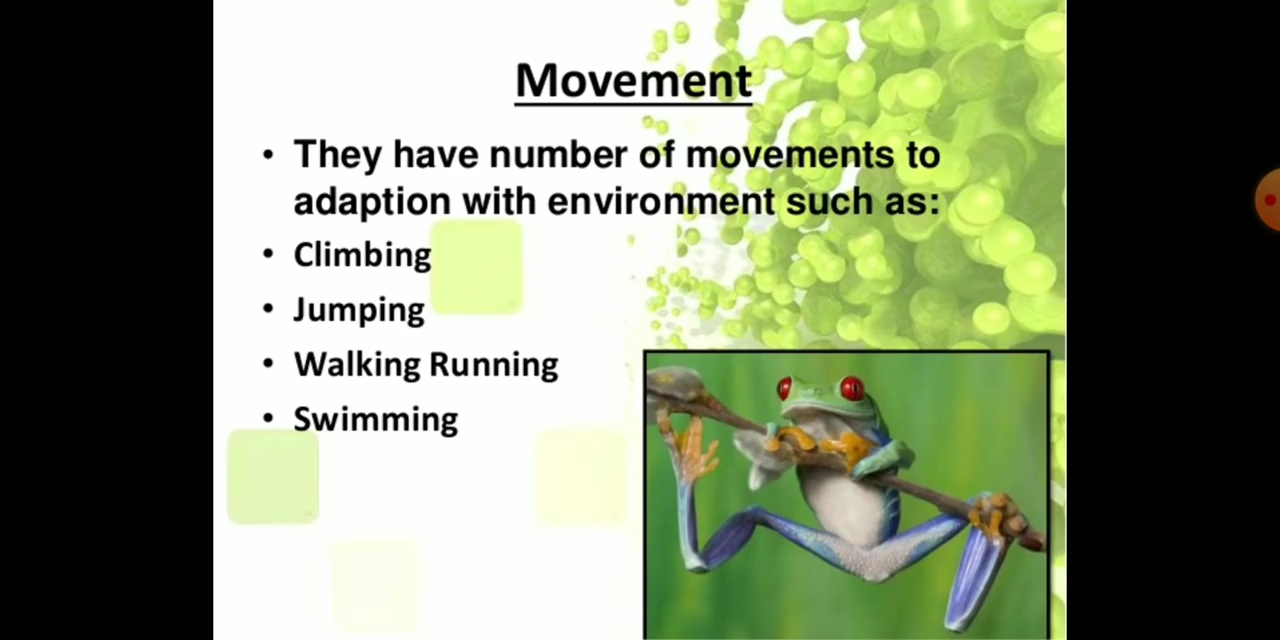 Movement
• They have number of movements to
adaption with environment such as:
• Climbing
• Jumping
• Walking Running
• Swimming